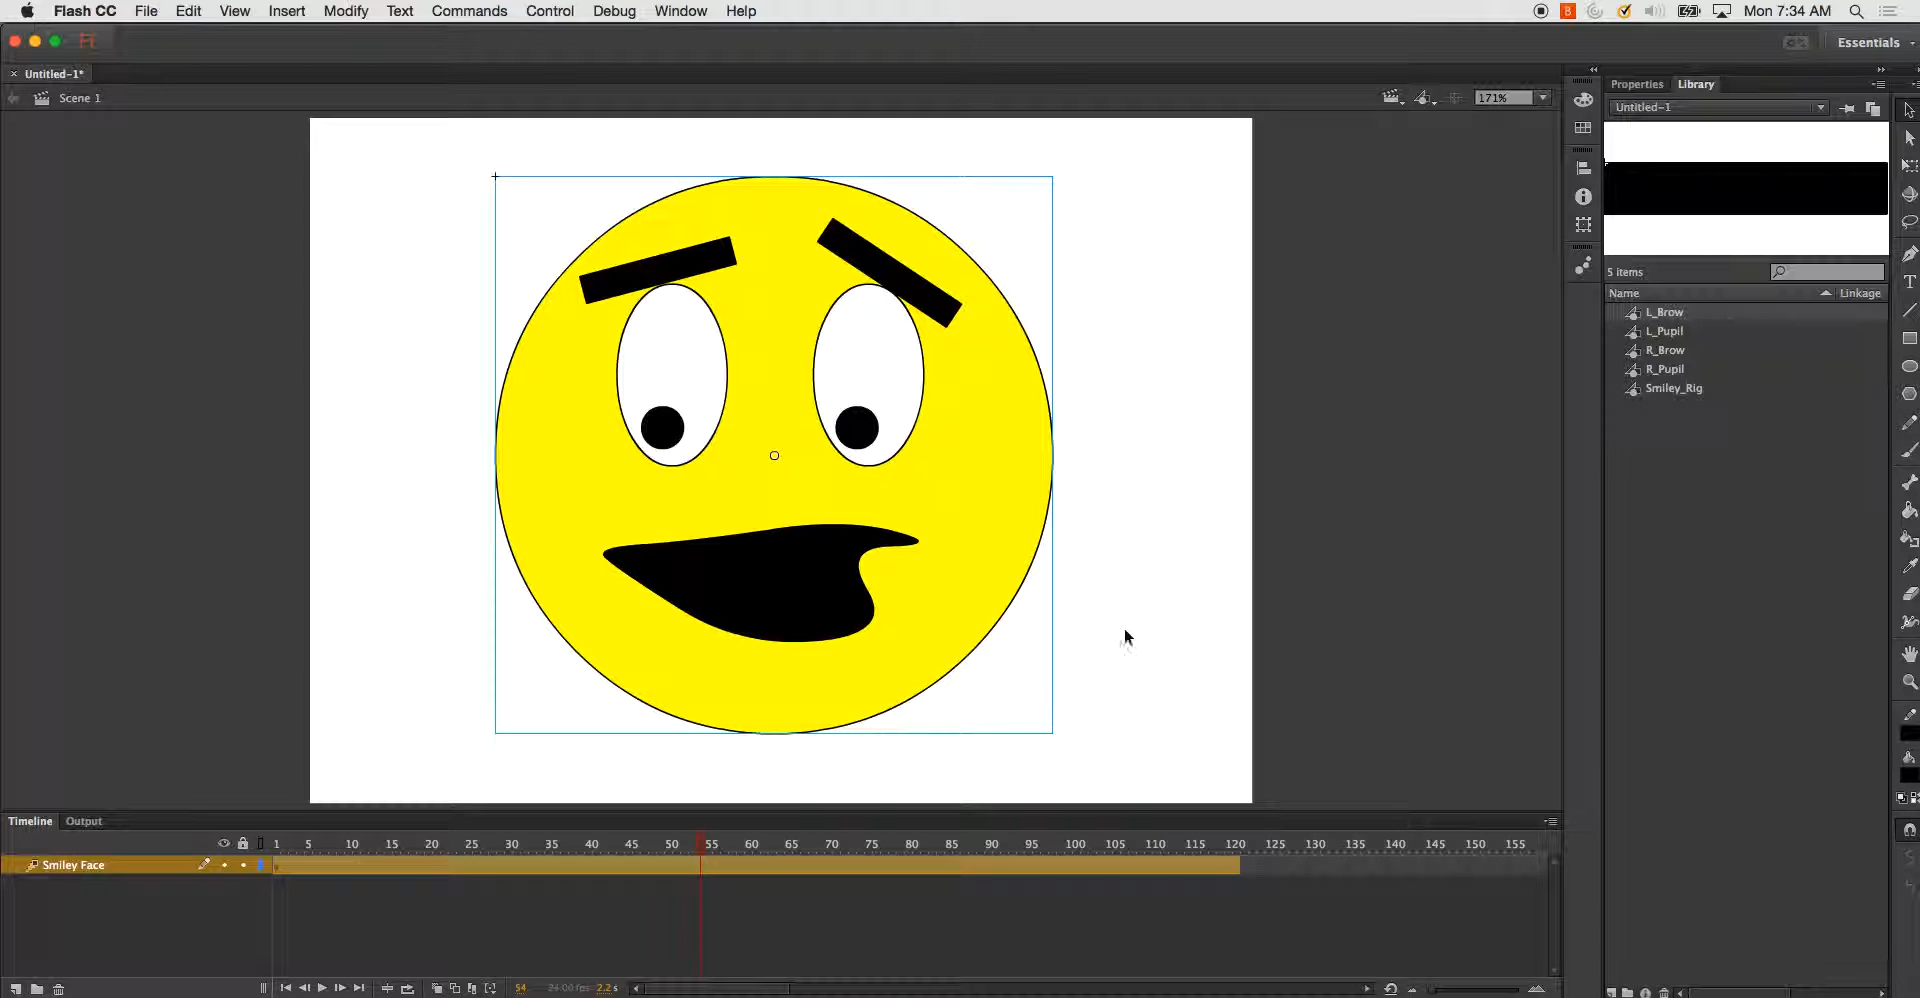 Flash CC File Edit View Insert Modify Text Commands Control Debug Window Help Mon 7:34 AM
Essentials
Untitled-1*
Scene 1
171%
Properties Library
Untitled-1
5 items
Name Linkage
L_Brow
L_Pupil
R_Brow
R_Pupil
Smiley_Rig
Timeline Output
1 5 10 15 20 25 30 35 40 45 50 55 60 65 70 75 80 85 90 95 100 105 110 115 120 125 130 135 140 145 150 155
Smiley Face
54 24.00 fps 2.2 s